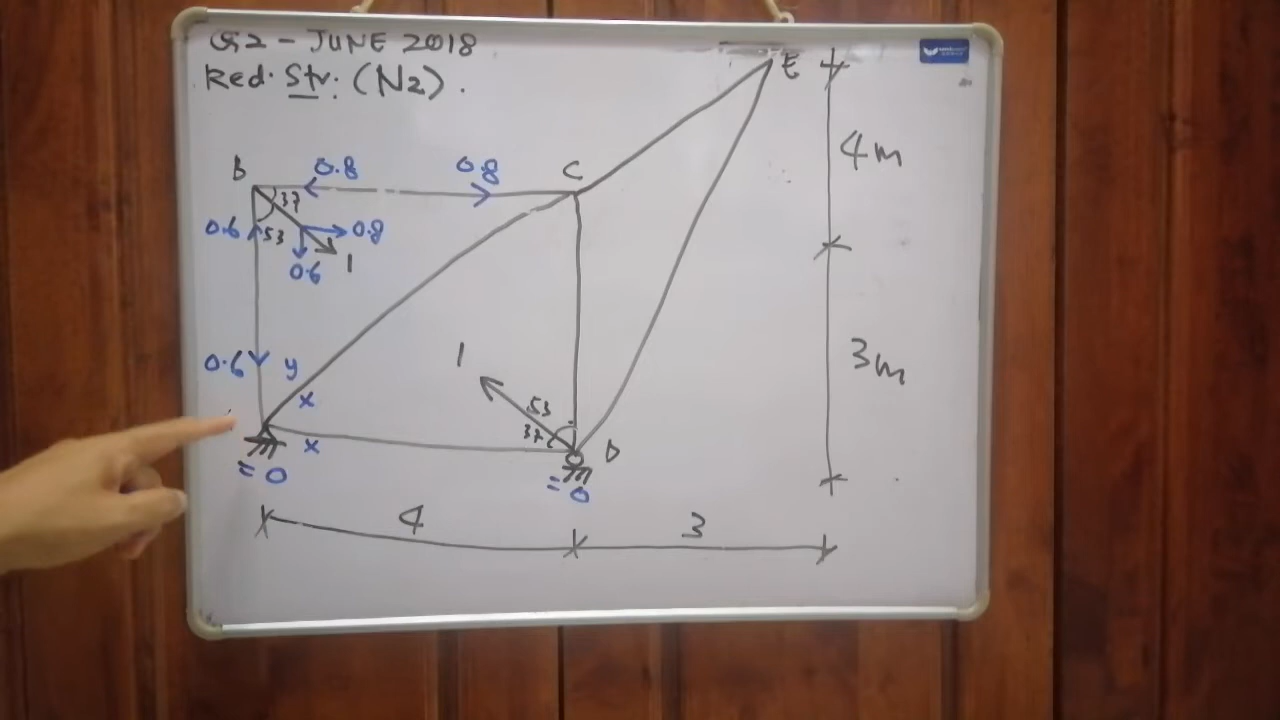 Q2 - JUNE 2018
Red. Str. (N2).
E
4m
B
0.8
0.8
C
37
0.6
53
0.8
0.6
1
3m
0.6
y
x
1
53
37
x
D
= 0
= 0
4
3